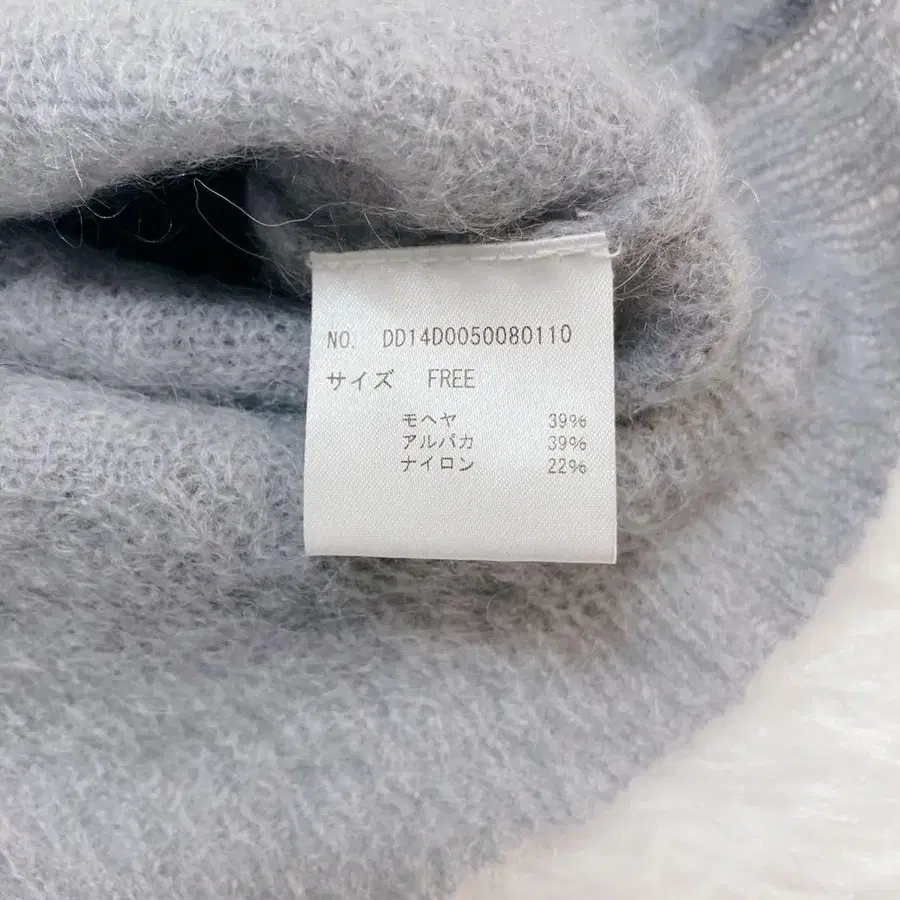 NO. DD14D0050080110
サイズ FREE
モヘヤ 39%
アルパカ 39%
ナイロン 22%